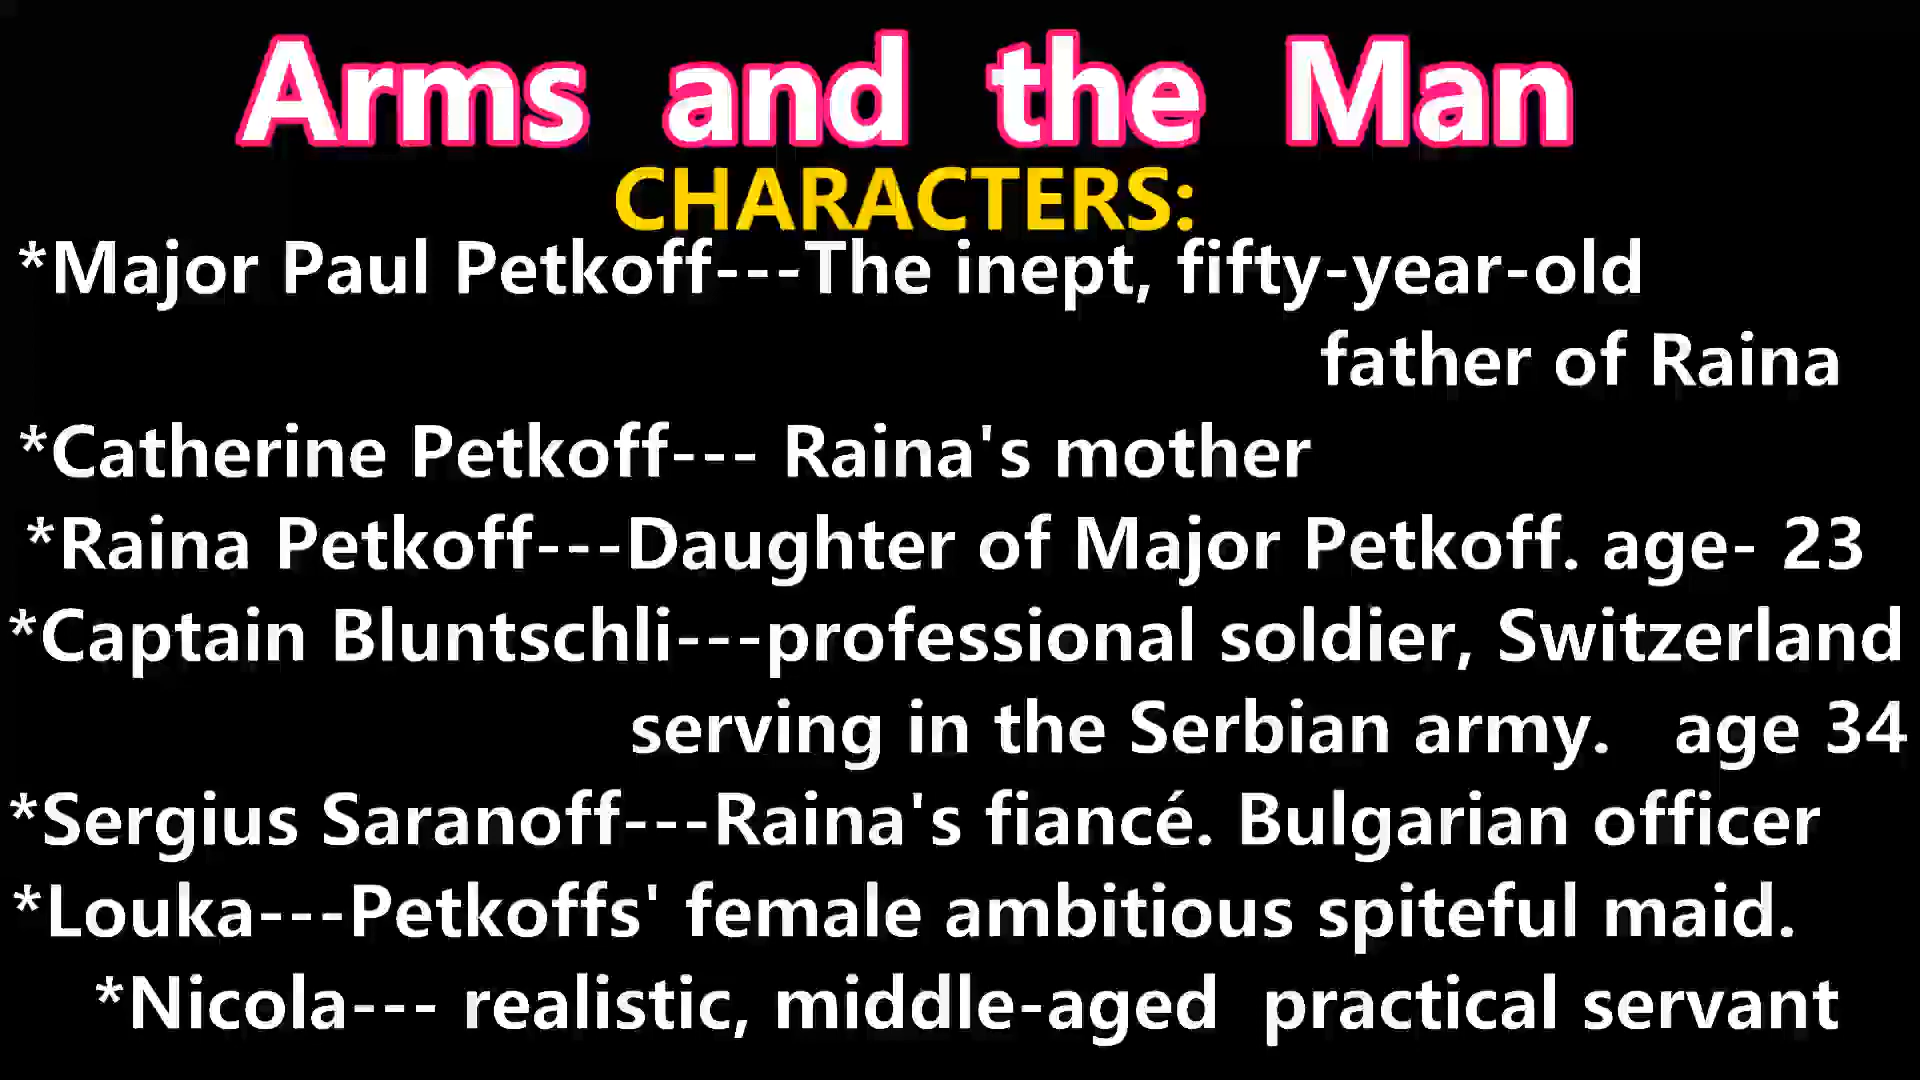 Arms and the Man
CHARACTERS:
*Major Paul Petkoff---The inept, fifty-year-old
father of Raina
*Catherine Petkoff--- Raina's mother
*Raina Petkoff---Daughter of Major Petkoff. age- 23
*Captain Bluntschli---professional soldier, Switzerland
serving in the Serbian army. age 34
*Sergius Saranoff---Raina's fiancé. Bulgarian officer
*Louka---Petkoffs' female ambitious spiteful maid.
*Nicola--- realistic, middle-aged practical servant